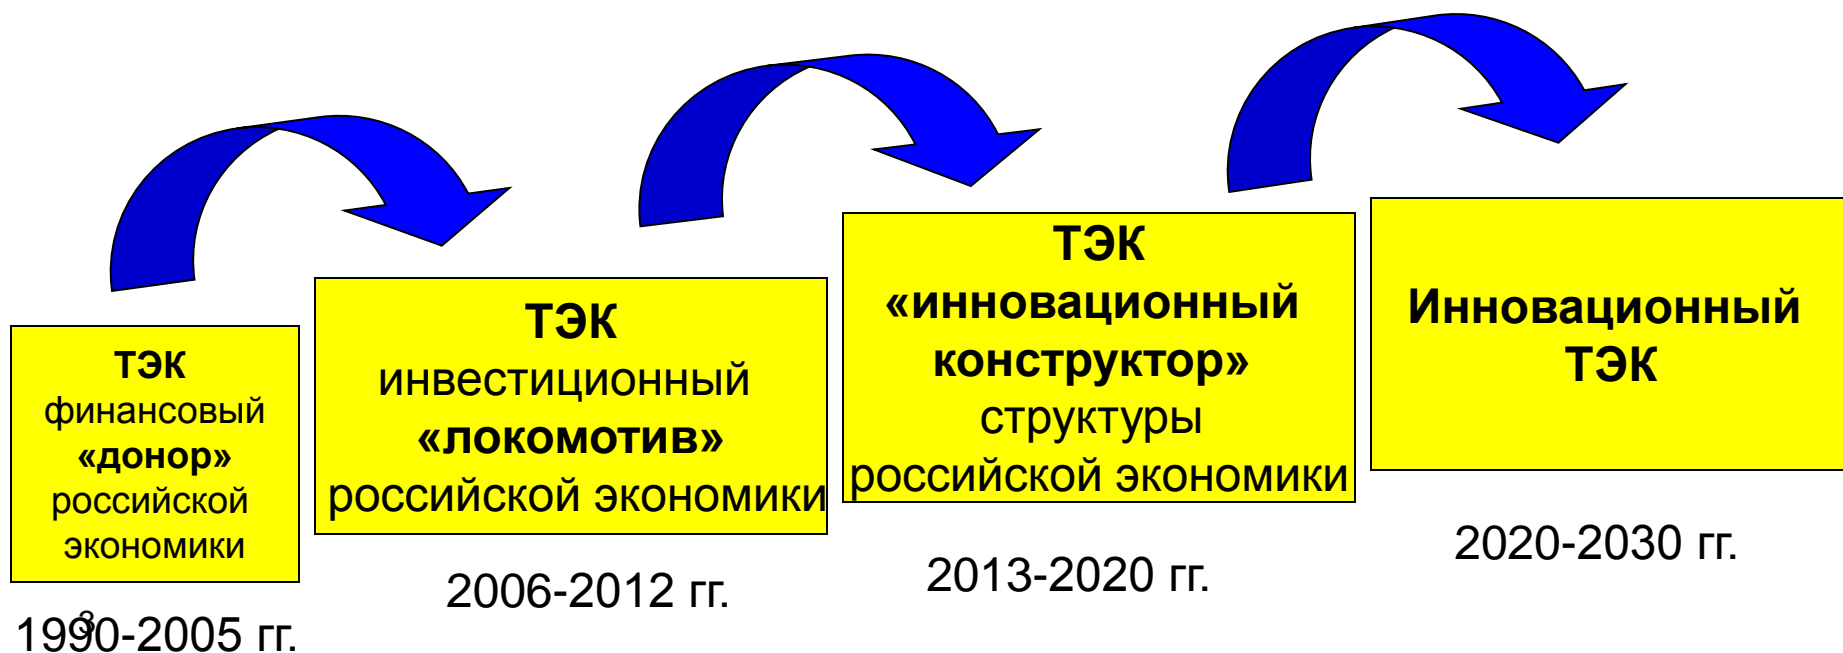 ТЭК
финансовый
«донор»
российской
экономики
1990-2005 гг.
3
ТЭК
инвестиционный
«локомотив»
российской экономики
2006-2012 гг.
ТЭК
«инновационный
конструктор»
структуры
российской экономики
2013-2020 гг.
Инновационный
ТЭК
2020-2030 гг.